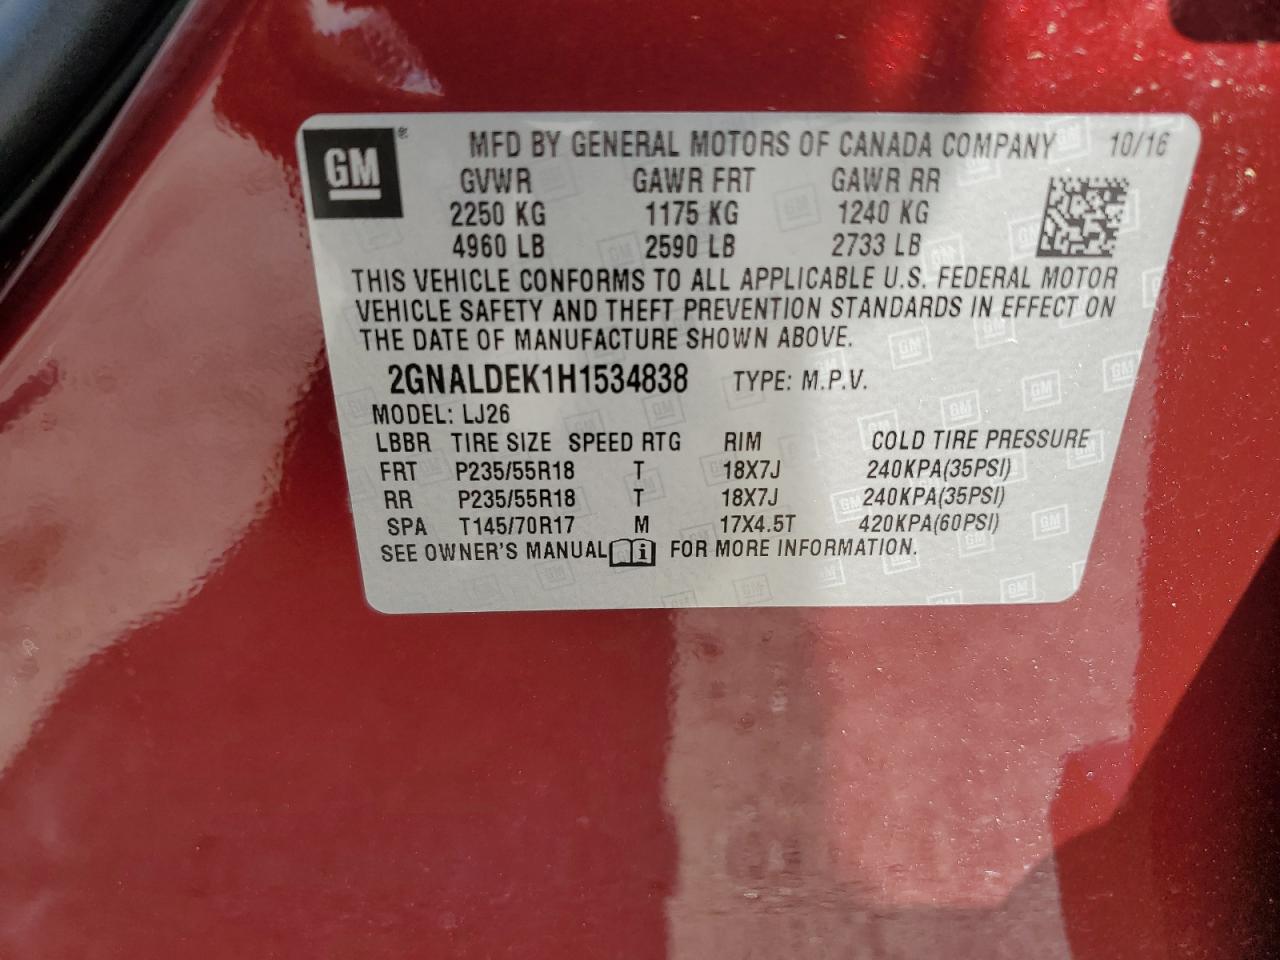 GM ®
MFD BY GENERAL MOTORS OF CANADA COMPANY 10/16
GVWR GAWR FRT GAWR RR
2250 KG 1175 KG 1240 KG
4960 LB 2590 LB 2733 LB
THIS VEHICLE CONFORMS TO ALL APPLICABLE U.S. FEDERAL MOTOR
VEHICLE SAFETY AND THEFT PREVENTION STANDARDS IN EFFECT ON
THE DATE OF MANUFACTURE SHOWN ABOVE.
2GNALDEK1H1534838 TYPE: M.P.V.
MODEL: LJ26
LBBR TIRE SIZE SPEED RTG RIM COLD TIRE PRESSURE
FRT P235/55R18 T 18X7J 240KPA(35PSI)
RR P235/55R18 T 18X7J 240KPA(35PSI)
SPA T145/70R17 M 17X4.5T 420KPA(60PSI)
SEE OWNER'S MANUAL i FOR MORE INFORMATION.